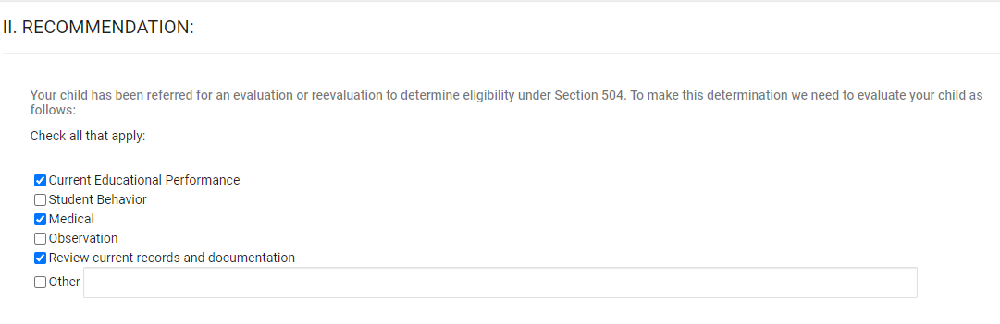 II. RECOMMENDATION:
Your child has been referred for an evaluation or reevaluation to determine eligibility under Section 504. To make this determination we need to evaluate your child as
follows:
Check all that apply:
Current Educational Performance
Student Behavior
Medical
Observation
Review current records and documentation
Other